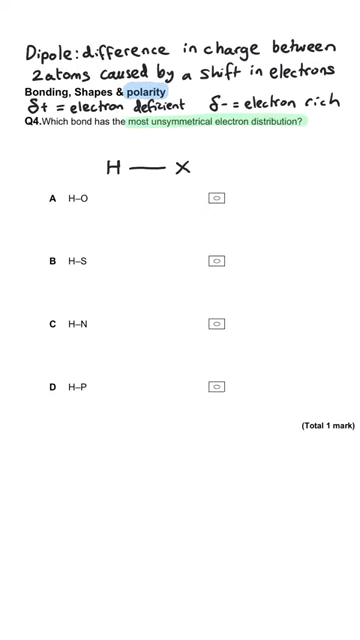 Dipole: difference in charge between
2 atoms caused by a shift in electrons
Bonding, Shapes & polarity
δ+ = electron deficient δ- = electron rich
Q4.Which bond has the most unsymmetrical electron distribution?
H — X
A H–O
B H–S
C H–N
D H–P
(Total 1 mark)